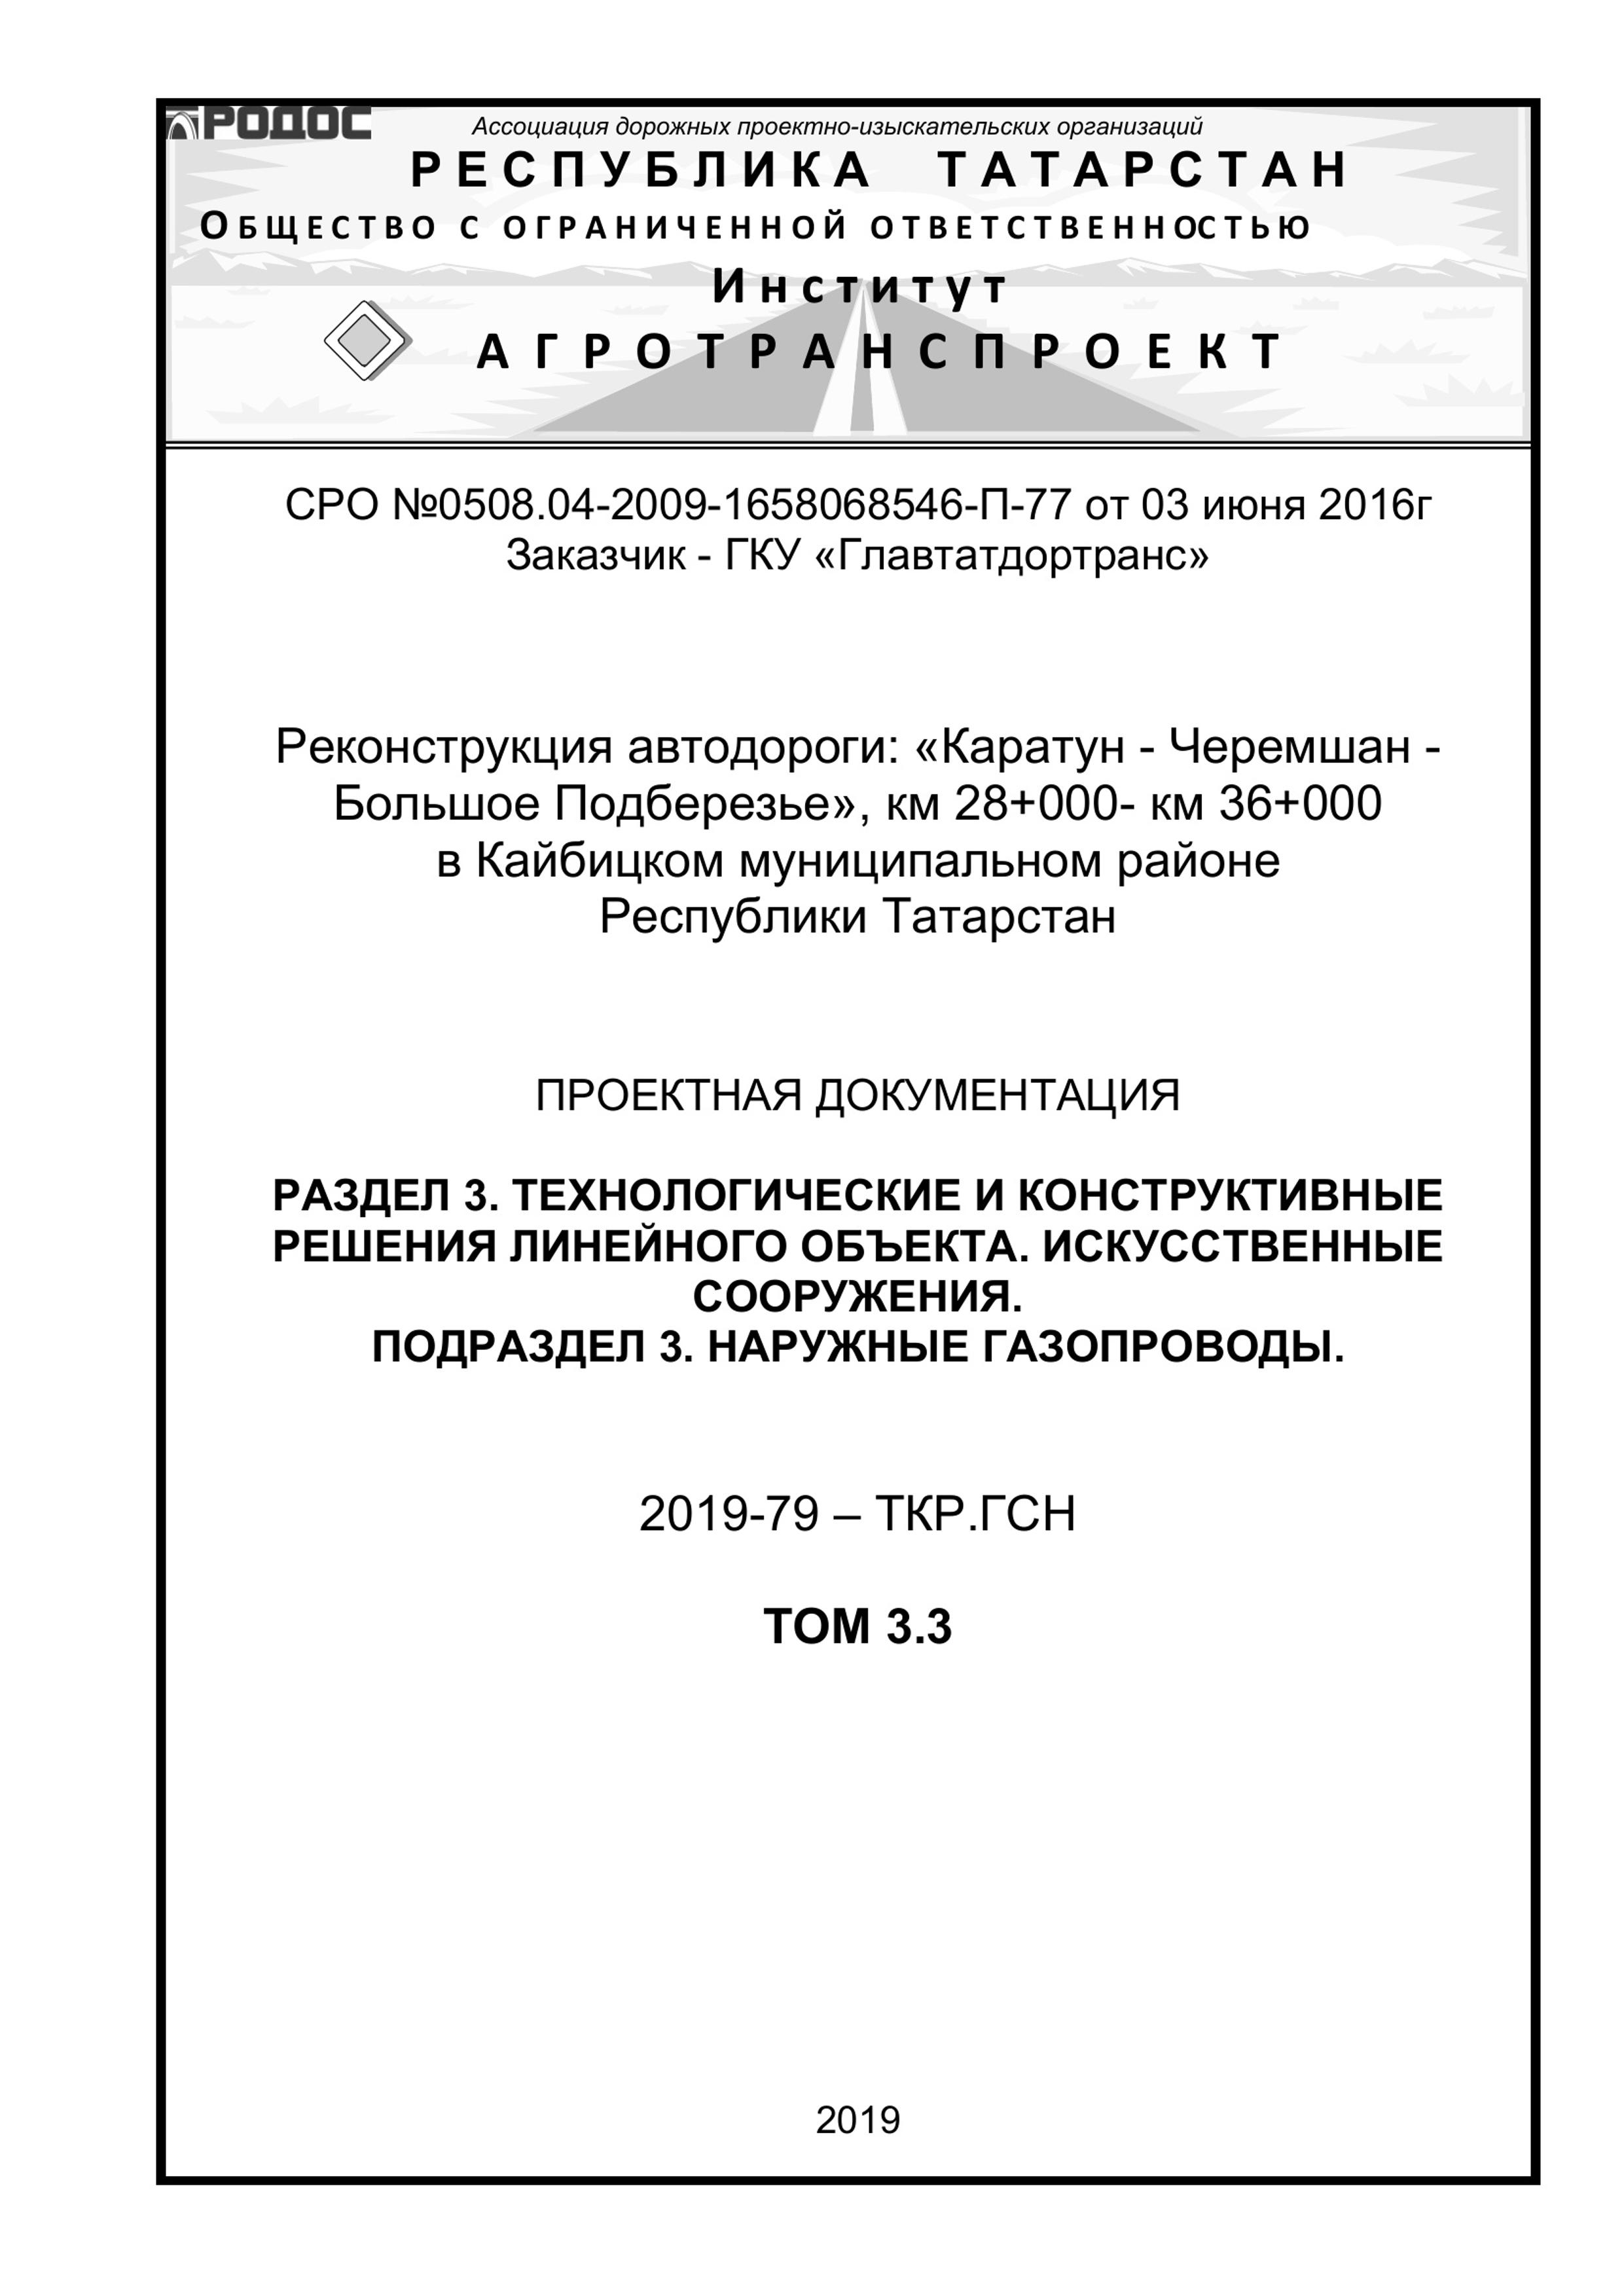 РОДОС
Ассоциация дорожных проектно-изыскательских организаций
РЕСПУБЛИКА ТАТАРСТАН
ОБЩЕСТВО С ОГРАНИЧЕННОЙ ОТВЕТСТВЕННОСТЬЮ
Институт
АГРОТРАНСПРОЕКТ
СРО №0508.04-2009-1658068546-П-77 от 03 июня 2016г
Заказчик - ГКУ «Главтатдортранс»
Реконструкция автодороги: «Каратун - Черемшан -
Большое Подберезье», км 28+000- км 36+000
в Кайбицком муниципальном районе
Республики Татарстан
ПРОЕКТНАЯ ДОКУМЕНТАЦИЯ
РАЗДЕЛ 3. ТЕХНОЛОГИЧЕСКИЕ И КОНСТРУКТИВНЫЕ
РЕШЕНИЯ ЛИНЕЙНОГО ОБЪЕКТА. ИСКУССТВЕННЫЕ
СООРУЖЕНИЯ.
ПОДРАЗДЕЛ 3. НАРУЖНЫЕ ГАЗОПРОВОДЫ.
2019-79 – ТКР.ГСН
ТОМ 3.3
2019